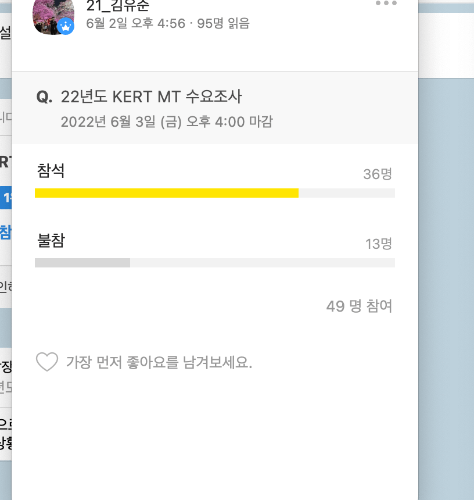 21_김유준
6월 2일 오후 4:56 · 95명 읽음
Q. 22년도 KERT MT 수요조사
2022년 6월 3일 (금) 오후 4:00 마감
참석
36명
불참
13명
49 명 참여
가장 먼저 좋아요를 남겨보세요.